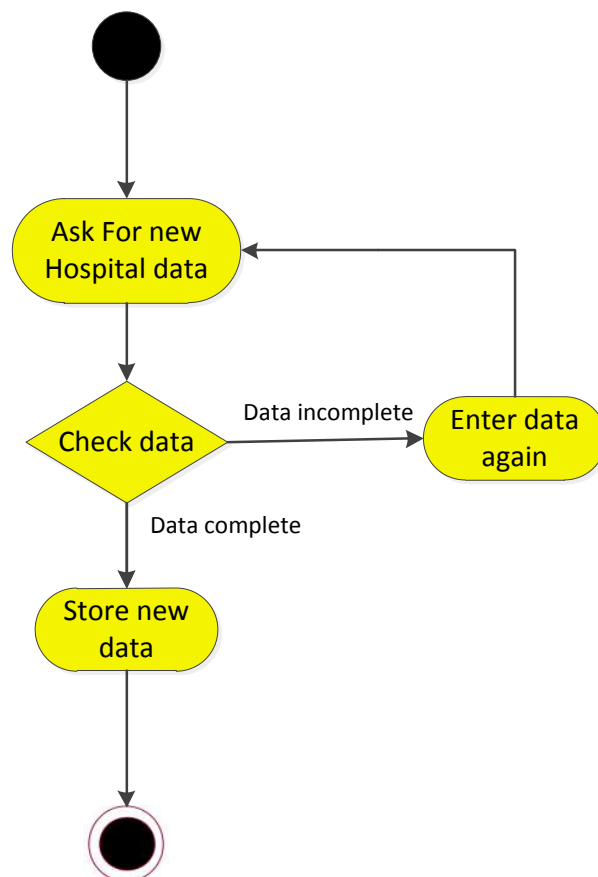 Ask For new
Hospital data
Data incomplete
Check data
Enter data
again
Data complete
Store new
data